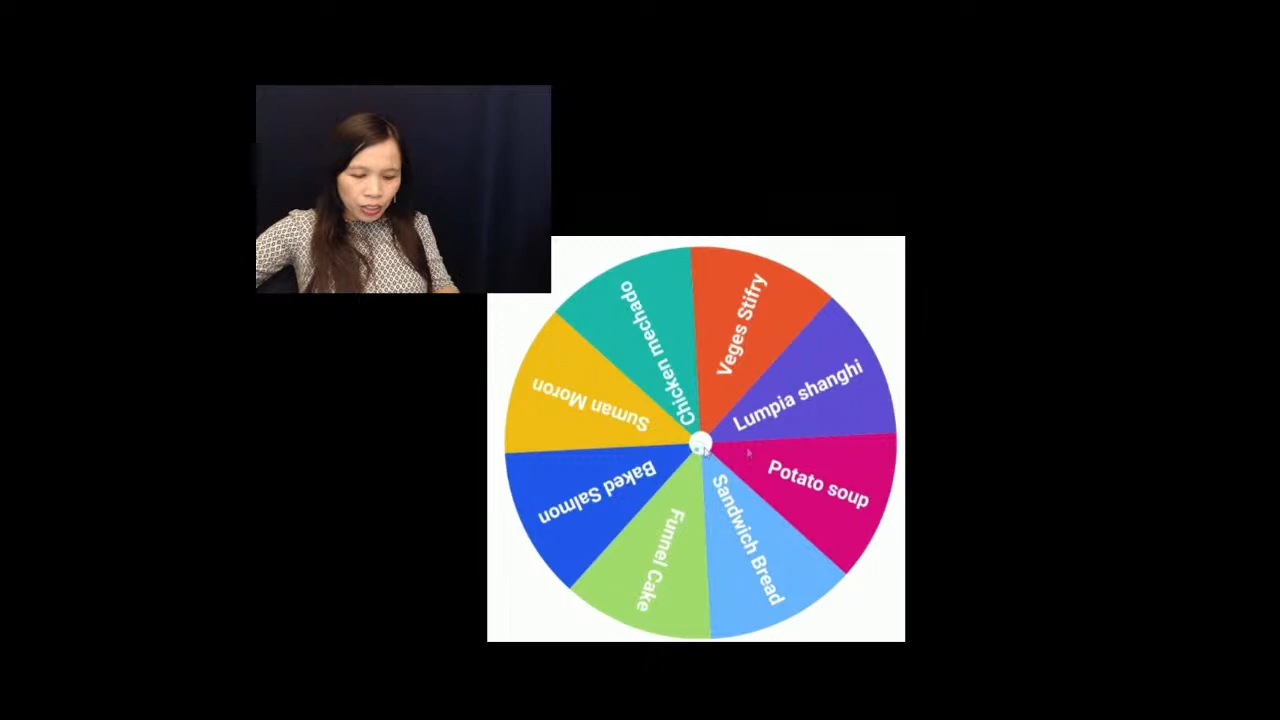 Veges Stifry
Lumpia shanghi
Potato soup
Sandwich Bread
Funnel Cake
Baked Salmon
Suman Moron
Chicken mechado